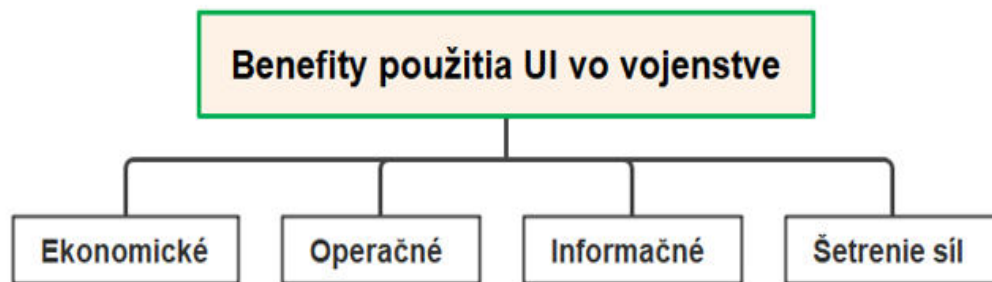 Benefity použitia UI vo vojenstve
Ekonomické
Operačné
Informačné
Šetrenie síl